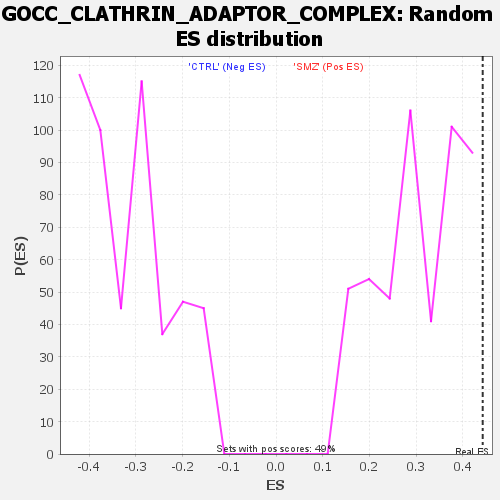 GOCC_CLATHRIN_ADAPTOR_COMPLEX: Random
ES distribution
'CTRL' (Neg ES) 'SMZ' (Pos ES)
120
110
100
90
80
70
60
50
40
30
20
10
0
P(ES)
Sets with pos scores: 49%
Real ES
-0.4 -0.3 -0.2 -0.1 0.0 0.1 0.2 0.3 0.4
ES